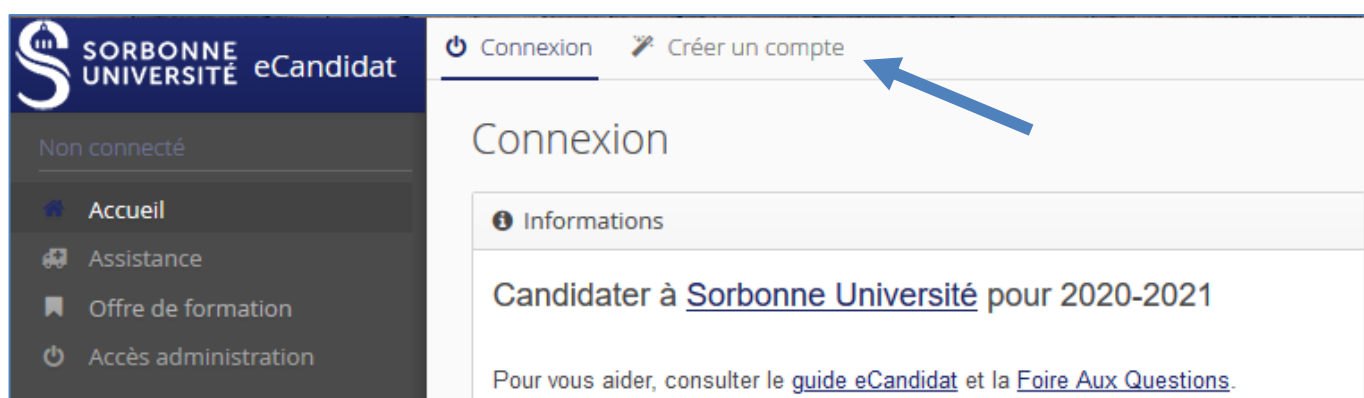 SORBONNE
UNIVERSITÉ
eCandidat
Non connecté
Accueil
Assistance
Offre de formation
Accès administration
Connexion
Créer un compte
Connexion
Informations
Candidater à Sorbonne Université pour 2020-2021
Pour vous aider, consulter le guide eCandidat et la Foire Aux Questions.